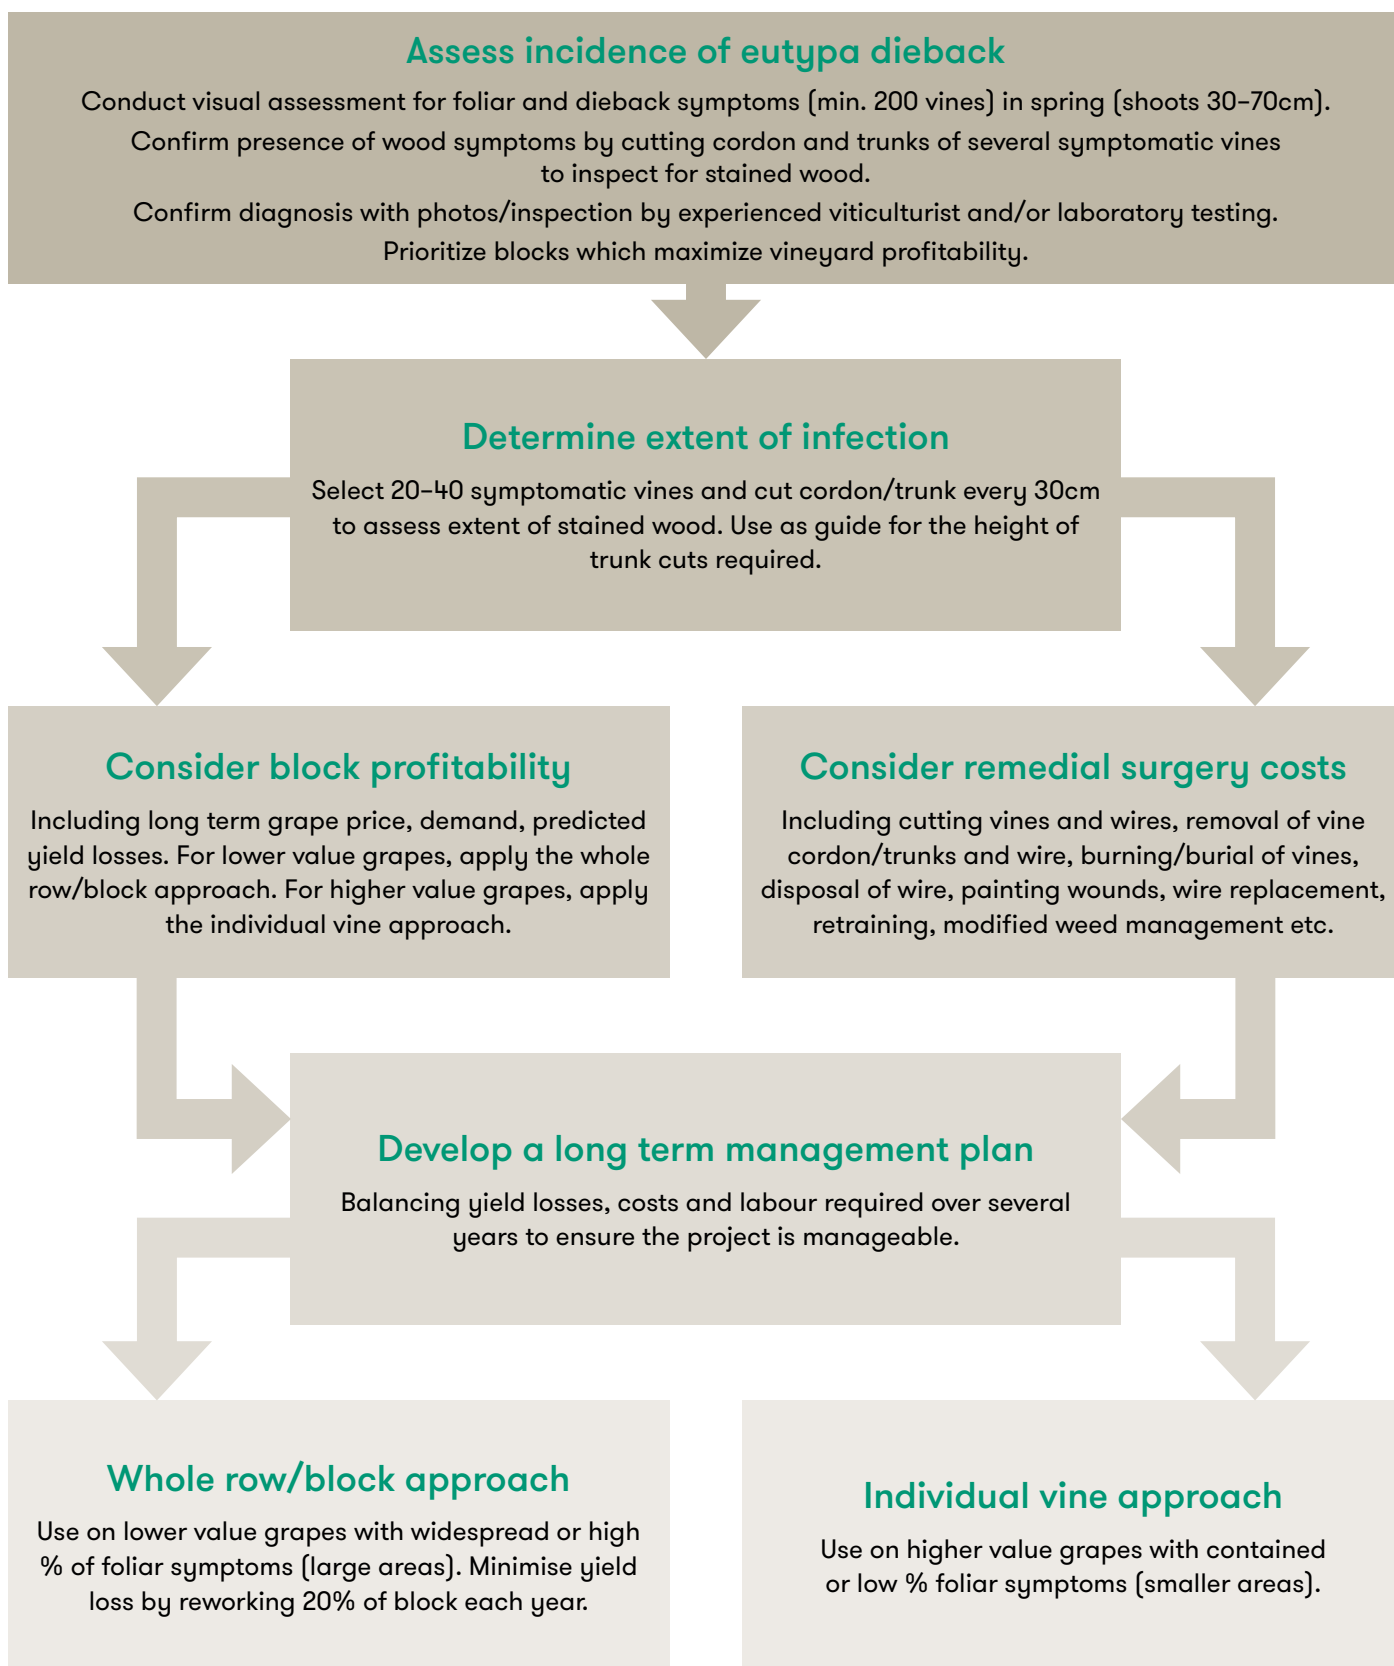 Assess incidence of eutypa dieback
Conduct visual assessment for foliar and dieback symptoms (min. 200 vines) in spring (shoots 30–70cm).
Confirm presence of wood symptoms by cutting cordon and trunks of several symptomatic vines
to inspect for stained wood.
Confirm diagnosis with photos/inspection by experienced viticulturist and/or laboratory testing.
Prioritize blocks which maximize vineyard profitability.
Determine extent of infection
Select 20–40 symptomatic vines and cut cordon/trunk every 30cm
to assess extent of stained wood. Use as guide for the height of
trunk cuts required.
Consider block profitability
Including long term grape price, demand, predicted
yield losses. For lower value grapes, apply the whole
row/block approach. For higher value grapes, apply
the individual vine approach.
Consider remedial surgery costs
Including cutting vines and wires, removal of vine
cordon/trunks and wire, burning/burial of vines,
disposal of wire, painting wounds, wire replacement,
retraining, modified weed management etc.
Develop a long term management plan
Balancing yield losses, costs and labour required over several
years to ensure the project is manageable.
Whole row/block approach
Use on lower value grapes with widespread or high
% of foliar symptoms (large areas). Minimise yield
loss by reworking 20% of block each year.
Individual vine approach
Use on higher value grapes with contained
or low % foliar symptoms (smaller areas).